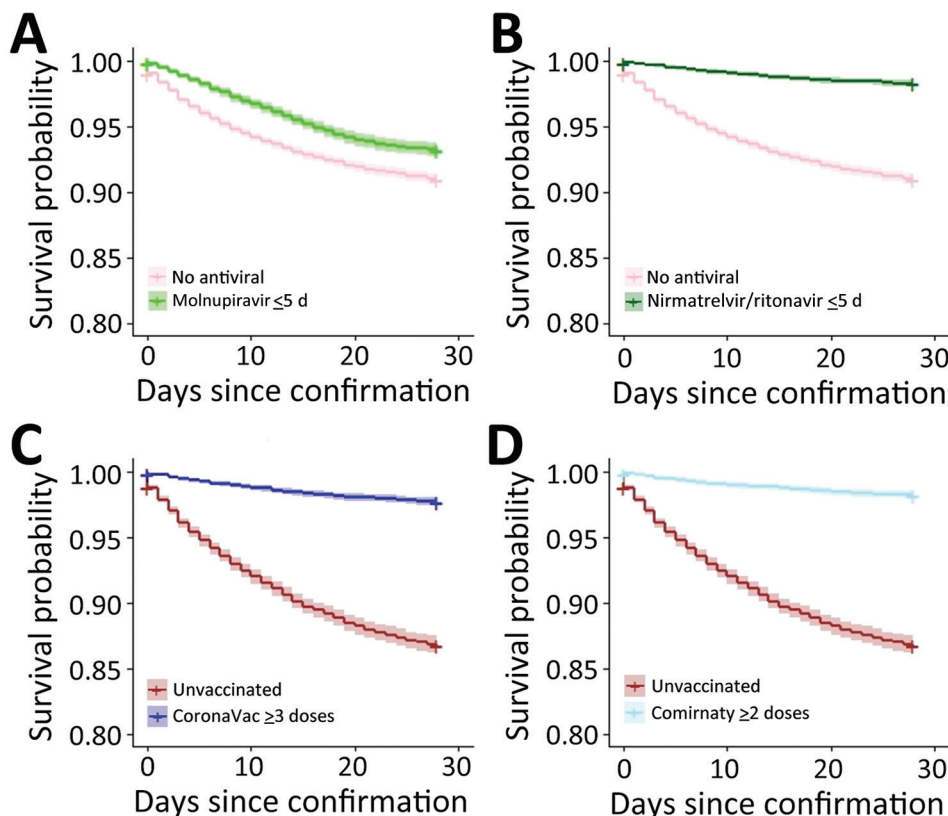 A
Survival probability
1.00
0.95
0.90
0.85
0.80
No antiviral
Molnupiravir ≤5 d
0 10 20 30
Days since confirmation
B
Survival probability
1.00
0.95
0.90
0.85
0.80
No antiviral
Nirmatrelvir/ritonavir ≤5 d
0 10 20 30
Days since confirmation
C
Survival probability
1.00
0.95
0.90
0.85
0.80
Unvaccinated
CoronaVac ≥3 doses
0 10 20 30
Days since confirmation
D
Survival probability
1.00
0.95
0.90
0.85
0.80
Unvaccinated
Comirnaty ≥2 doses
0 10 20 30
Days since confirmation